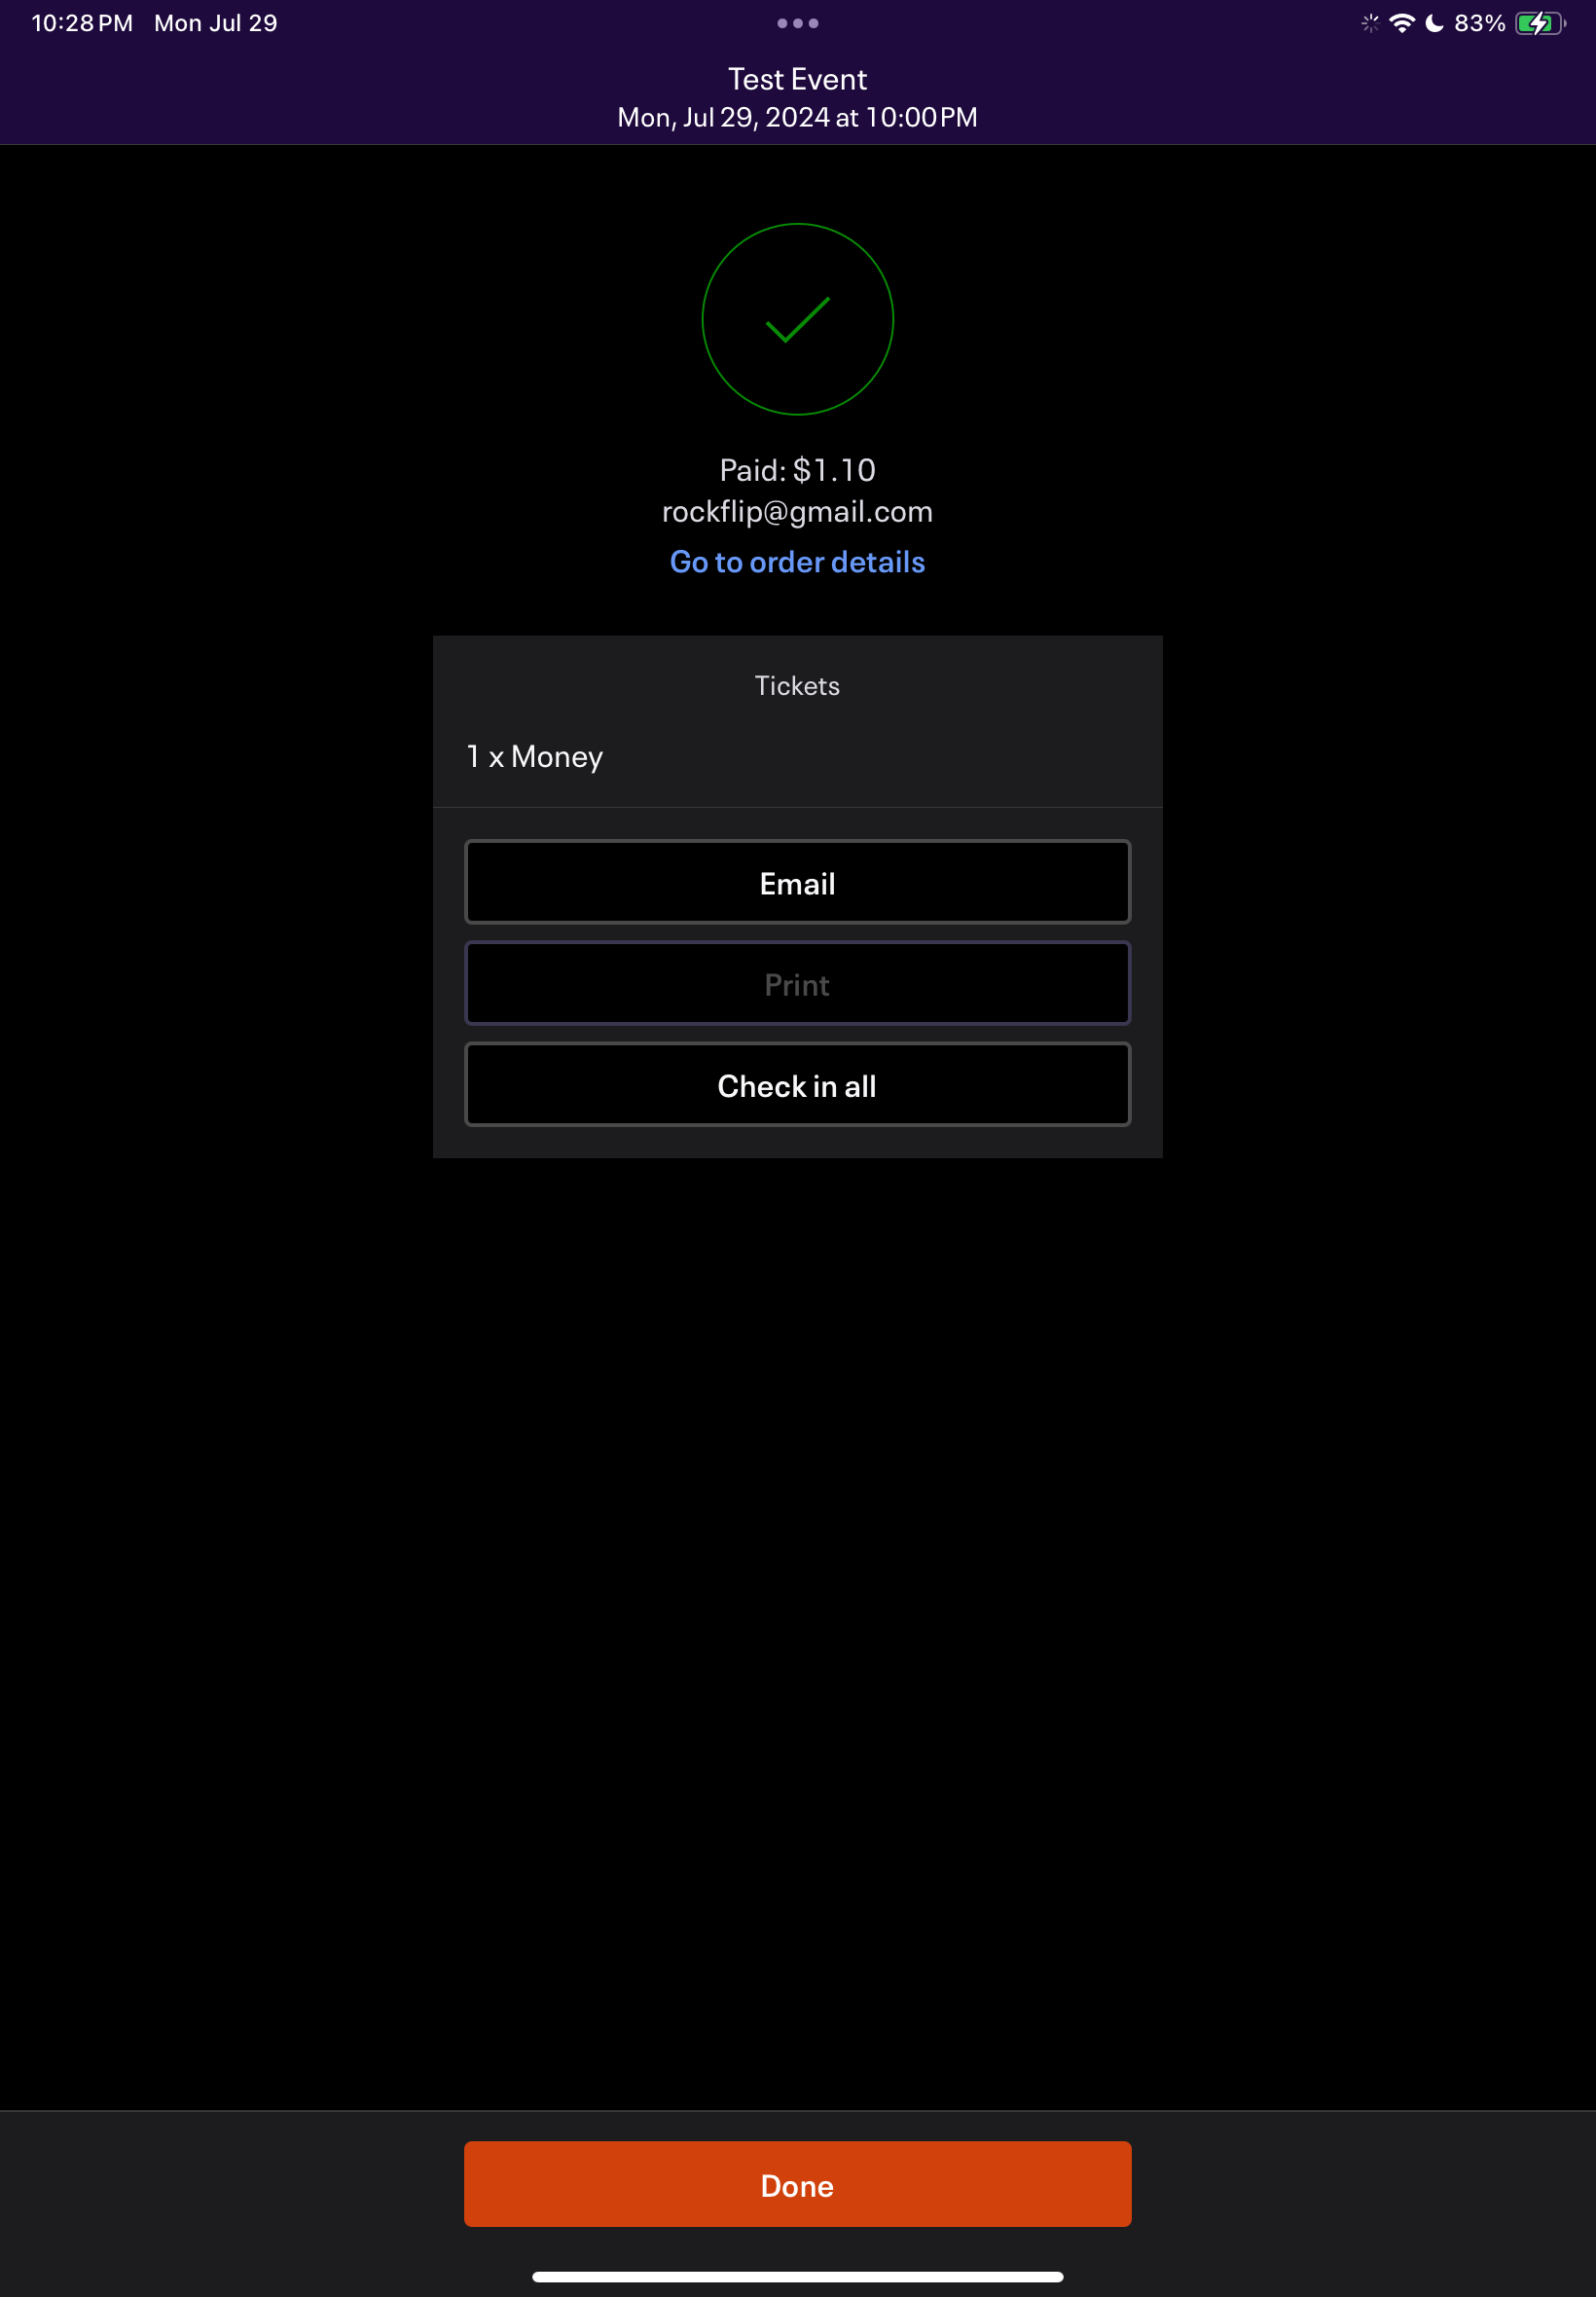 10:28 PM Mon Jul 29
83%
Test Event
Mon, Jul 29, 2024 at 10:00 PM
Paid: $1.10
rockflip@gmail.com
Go to order details
Tickets
1 x Money
Email
Print
Check in all
Done